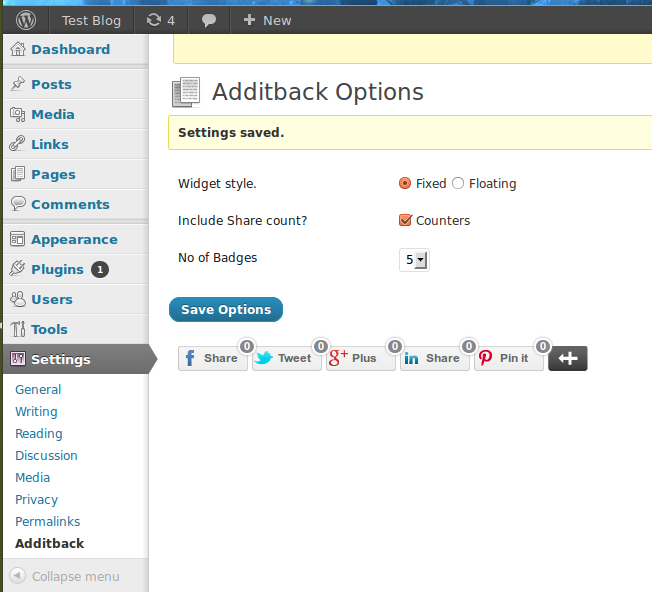 Test Blog 4 New
Dashboard
Posts
Media
Links
Pages
Comments
Appearance
Plugins 1
Users
Tools
Settings
General
Writing
Reading
Discussion
Media
Privacy
Permalinks
Additback
Collapse menu
Additback Options
Settings saved.
Widget style. Fixed Floating
Include Share count? Counters
No of Badges 5
Save Options
0 0 0 0 0
f Share Tweet g+ Plus in Share Pin it